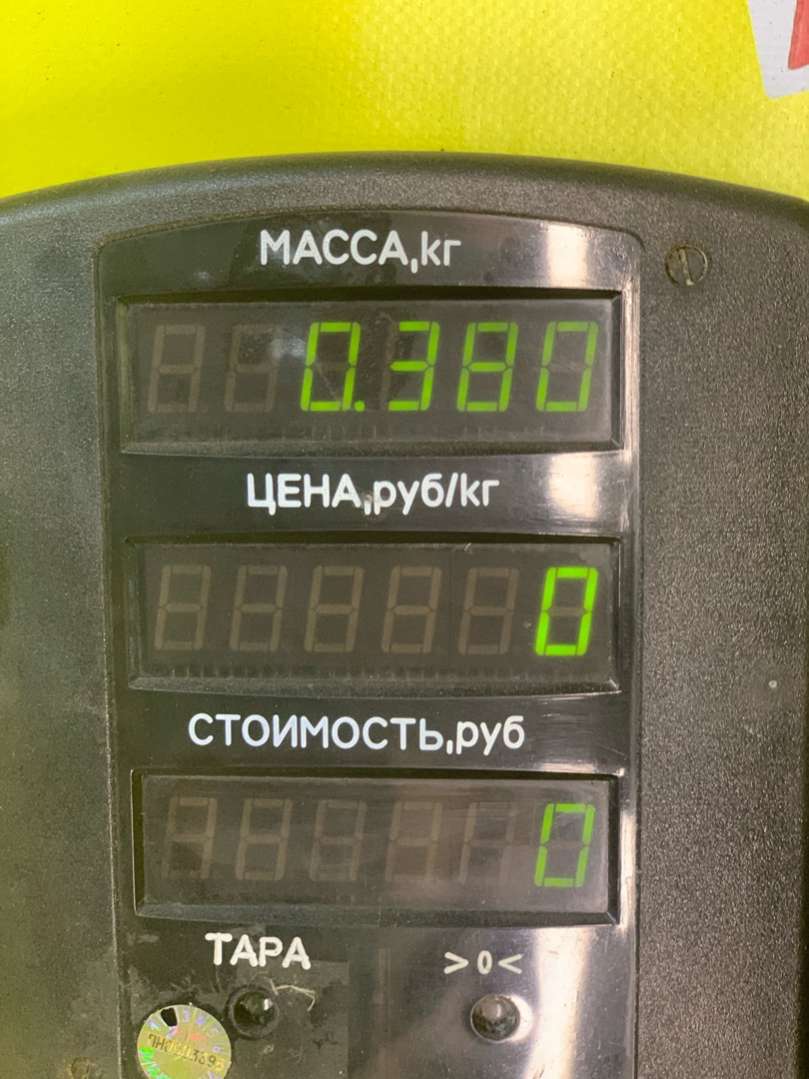 МАССА,кг
0.380
ЦЕНА,руб/кг
0
СТОИМОСТЬ,руб
0
ТАРА >0<